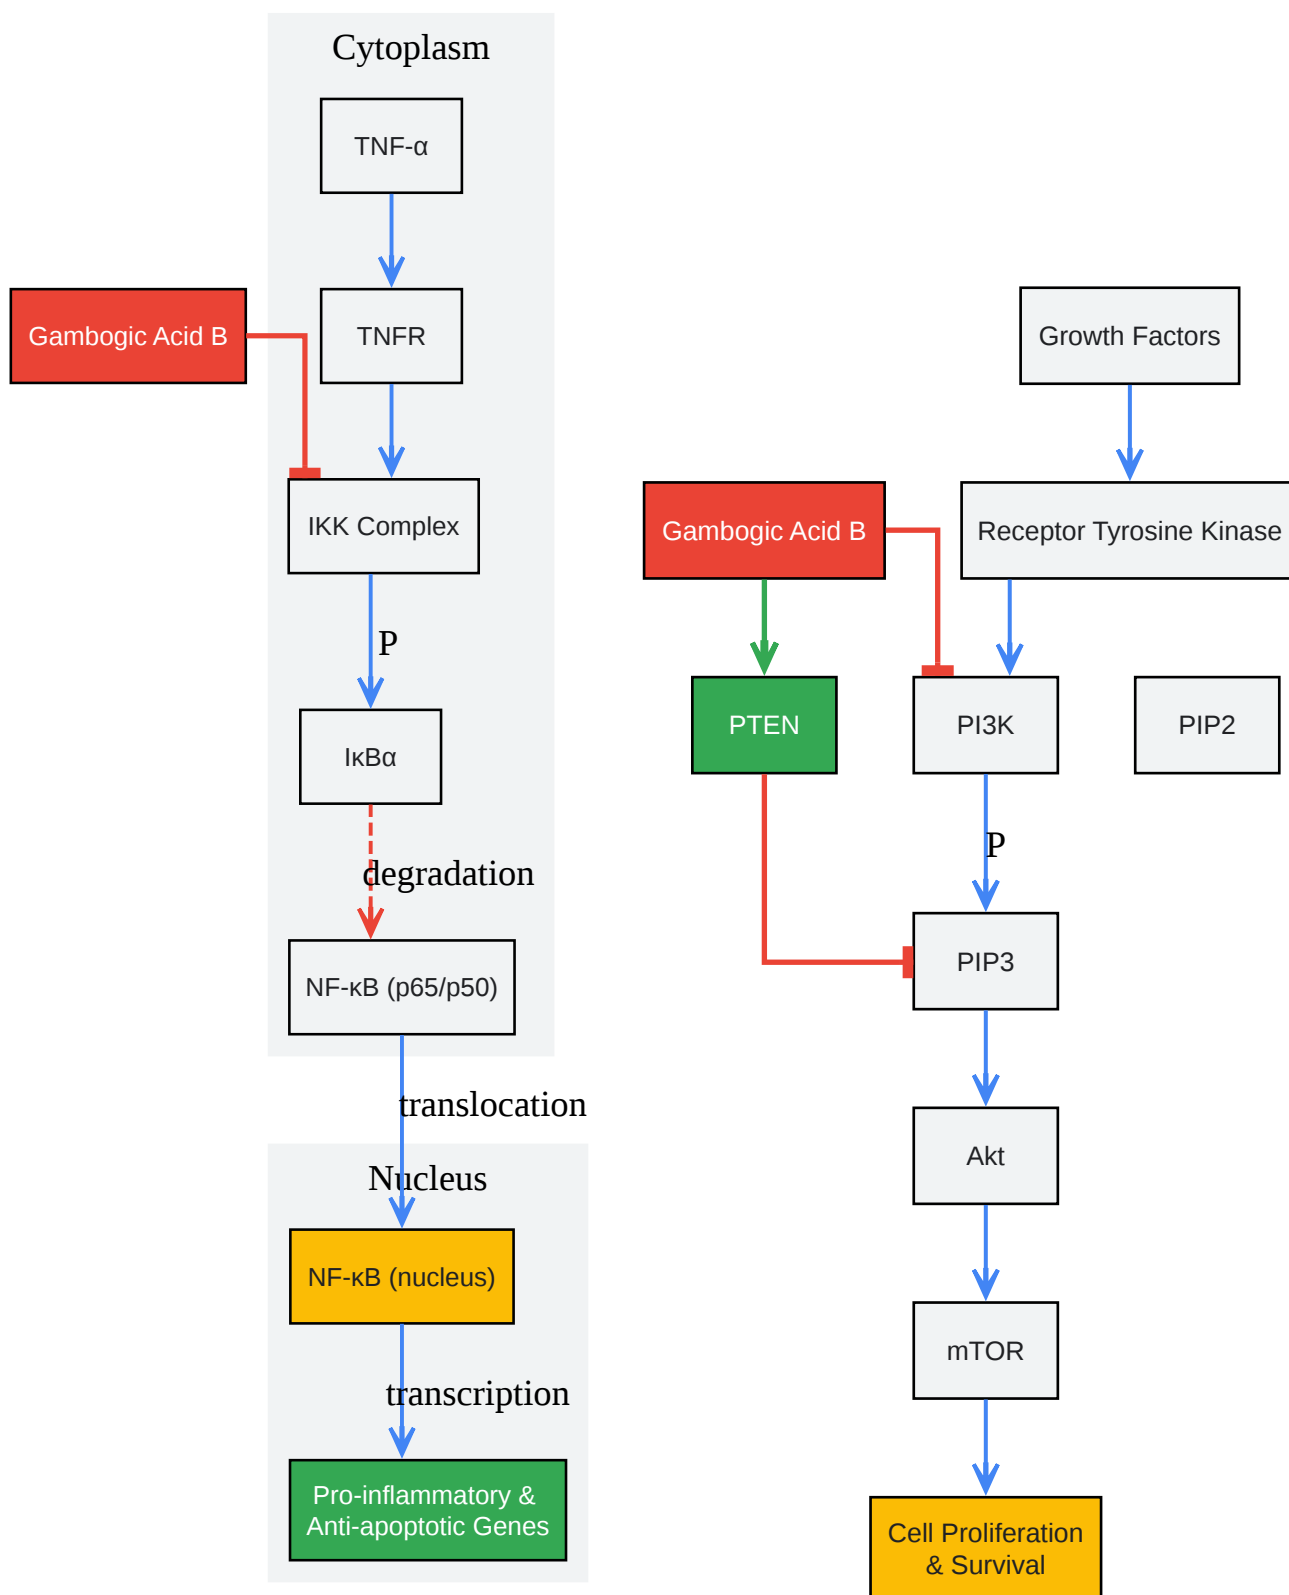 Cytoplasm
TNF-α
TNFR
Gambogic Acid B
IKK Complex
P
IκBα
degradation
NF-κB (p65/p50)
translocation
Nucleus
NF-κB (nucleus)
transcription
Pro-inflammatory &
Anti-apoptotic Genes
Growth Factors
Gambogic Acid B
Receptor Tyrosine Kinase
PTEN
PI3K
PIP2
P
PIP3
Akt
mTOR
Cell Proliferation
& Survival